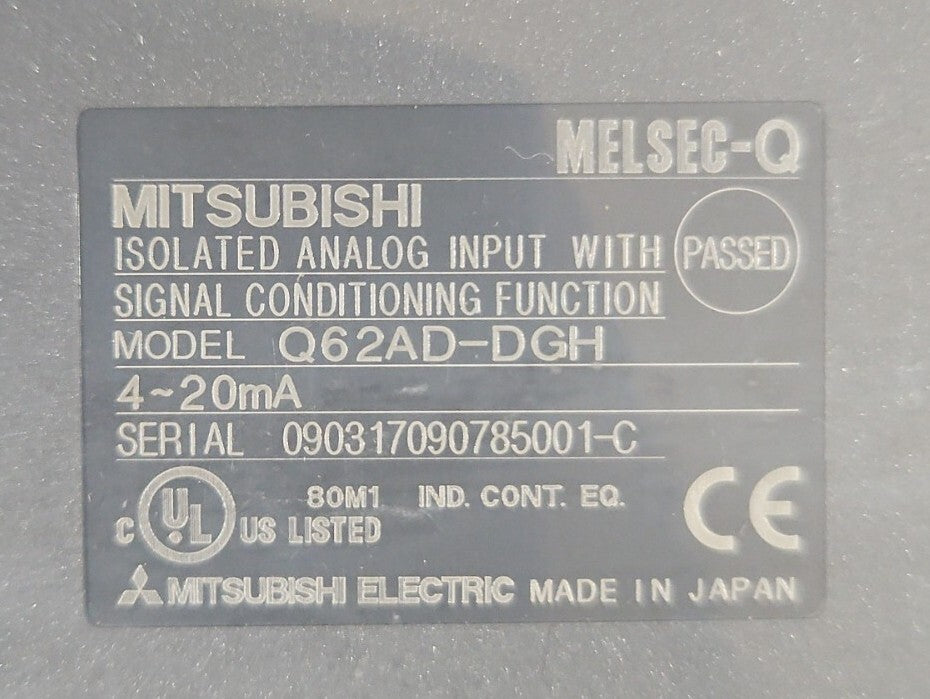 MELSEC-Q
MITSUBISHI
ISOLATED ANALOG INPUT WITH
PASSED
SIGNAL CONDITIONING FUNCTION
MODEL Q62AD-DGH
4~20mA
SERIAL 090317090785001-C
C UL US LISTED
80M1 IND. CONT. EQ.
CE
MITSUBISHI ELECTRIC MADE IN JAPAN